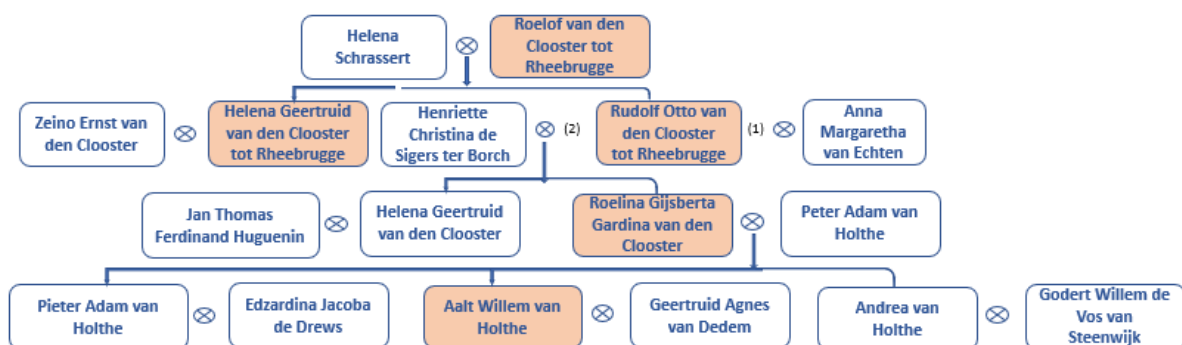 Helena
Schrassert
Roelof van den
Clooster tot
Rheebrugge
Zeino Ernst van
den Clooster
Helena Geertruid
van den Clooster
tot Rheebrugge
Henriette
Christina de
Sigers ter Borch
(2)
Rudolf Otto van
den Clooster
tot Rheebrugge
(1)
Anna
Margaretha
van Echten
Jan Thomas
Ferdinand Huguenin
Helena Geertruid
van den Clooster
Roelina Gijsberta
Gardina van den
Clooster
Peter Adam van
Holthe
Pieter Adam van
Holthe
Edzardina Jacoba
de Drews
Aalt Willem van
Holthe
Geertruid Agnes
van Dedem
Andrea van
Holthe
Godert Willem de
Vos van
Steenwijk